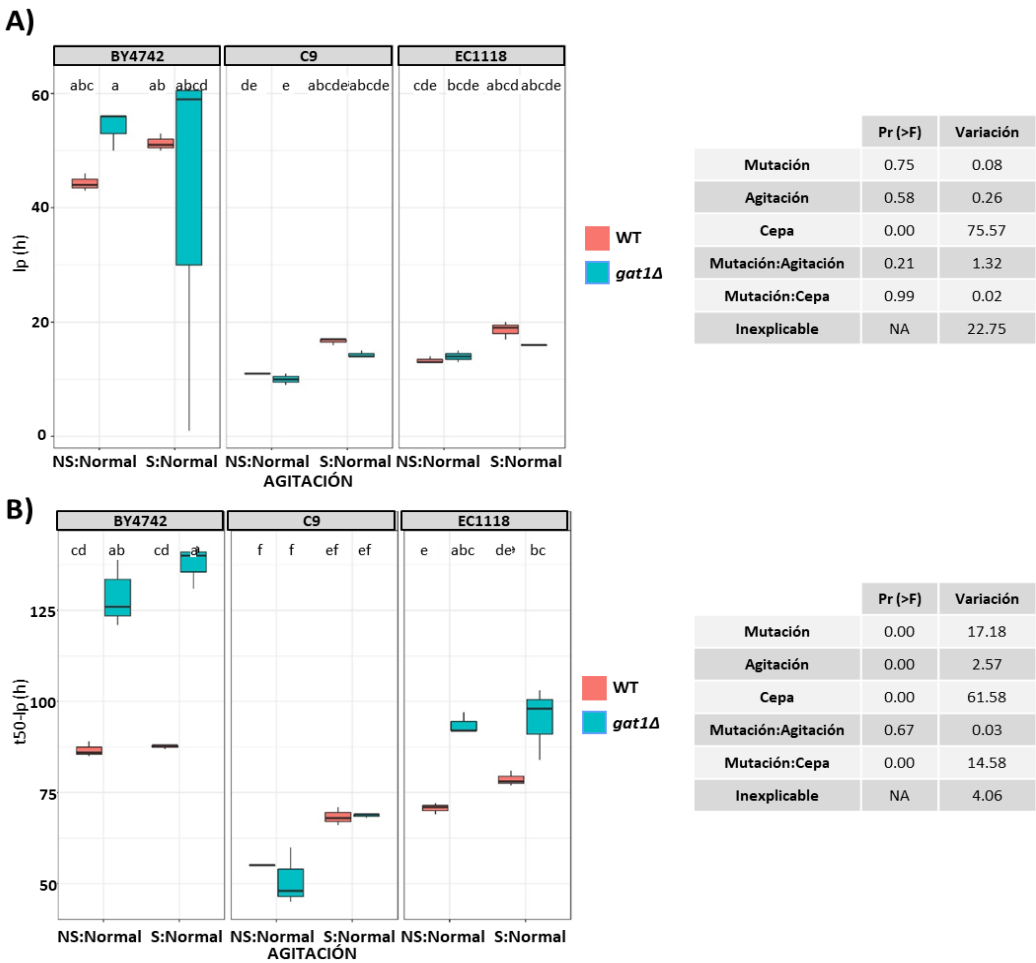 A)
BY4742 C9 EC1118
abc a ab abcd de e abcde abcde cde bcde abcd abcde
60
40
20
0
lp (h)
NS:Normal S:Normal NS:Normal S:Normal NS:Normal S:Normal
AGITACIÓN
WT
gat1Δ
Pr (>F) Variación
Mutación 0.75 0.08
Agitación 0.58 0.26
Cepa 0.00 75.57
Mutación:Agitación 0.21 1.32
Mutación:Cepa 0.99 0.02
Inexplicable NA 22.75
B)
BY4742 C9 EC1118
cd ab cd a f f ef ef e abc de bc
125
100
75
50
t50-lp (h)
NS:Normal S:Normal NS:Normal S:Normal NS:Normal S:Normal
AGITACIÓN
WT
gat1Δ
Pr (>F) Variación
Mutación 0.00 17.18
Agitación 0.00 2.57
Cepa 0.00 61.58
Mutación:Agitación 0.67 0.03
Mutación:Cepa 0.00 14.58
Inexplicable NA 4.06